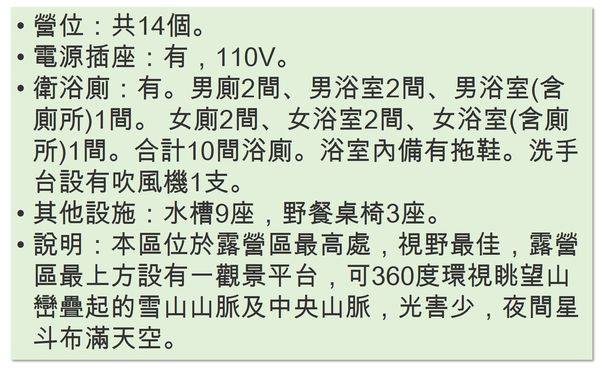 • 營位：共14個。
• 電源插座：有，110V。
• 衛浴廁：有。男廁2間、男浴室2間、男浴室(含
廁所)1間。 女廁2間、女浴室2間、女浴室(含廁
所)1間。合計10間浴廁。浴室內備有拖鞋。洗手
台設有吹風機1支。
• 其他設施：水槽9座，野餐桌椅3座。
• 說明：本區位於露營區最高處，視野最佳，露營
區最上方設有一觀景平台，可360度環視眺望山
巒疊起的雪山山脈及中央山脈，光害少，夜間星
斗布滿天空。